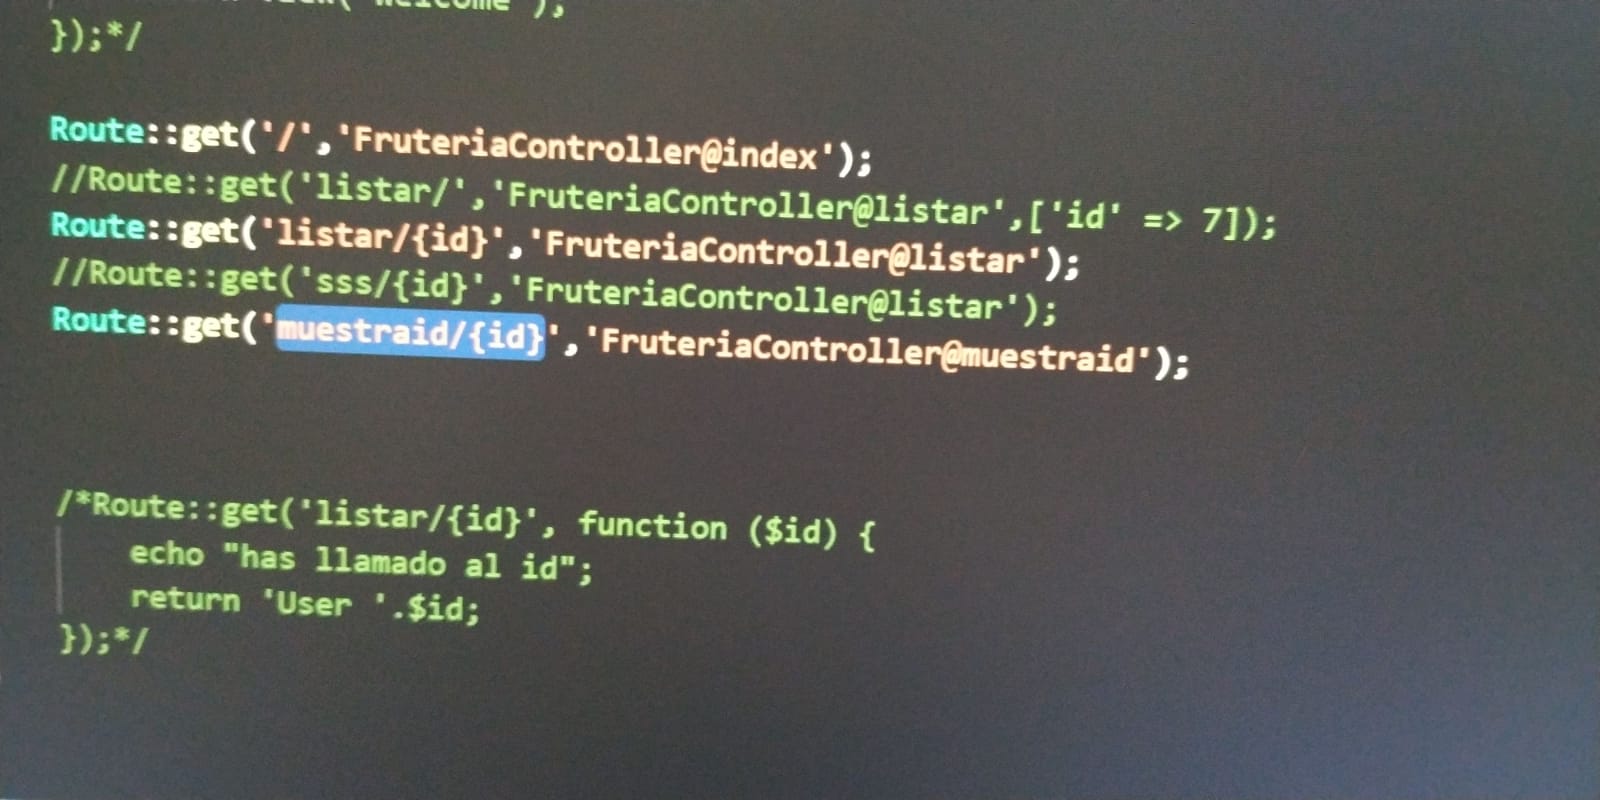 });*/
Route::get('/','FruteriaController@index');
//Route::get('listar/','FruteriaController@listar',['id' => 7]);
Route::get('listar/{id}','FruteriaController@listar');
//Route::get('sss/{id}','FruteriaController@listar');
Route::get('muestraid/{id}','FruteriaController@muestraid');
/*Route::get('listar/{id}', function ($id) {
echo "has llamado al id";
return 'User '.$id;
});*/